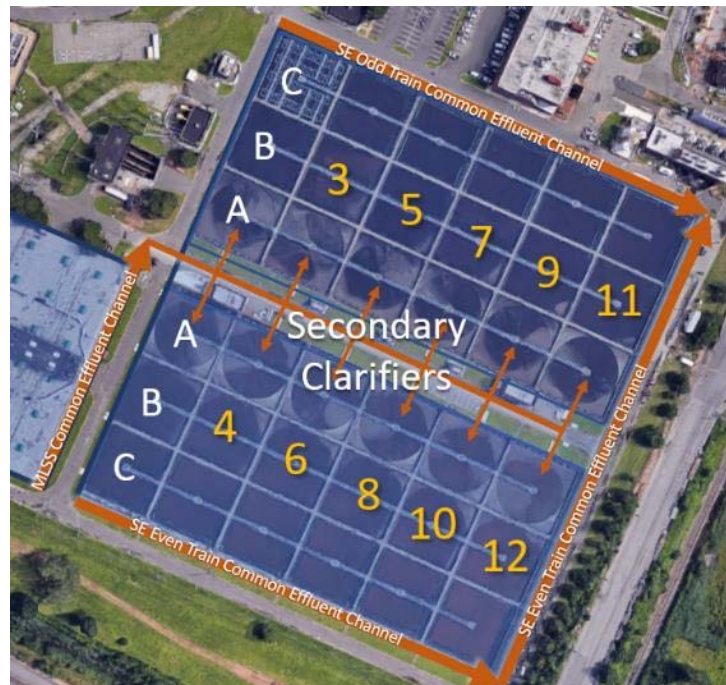 SE Odd Train Common Effluent Channel
C
B
A
3
5
7
9
11
Secondary
Clarifiers
MLSS Common Effluent Channel
A
B
C
4
6
8
10
12
SE Even Train Common Effluent Channel
SE Even Train Common Effluent Channel